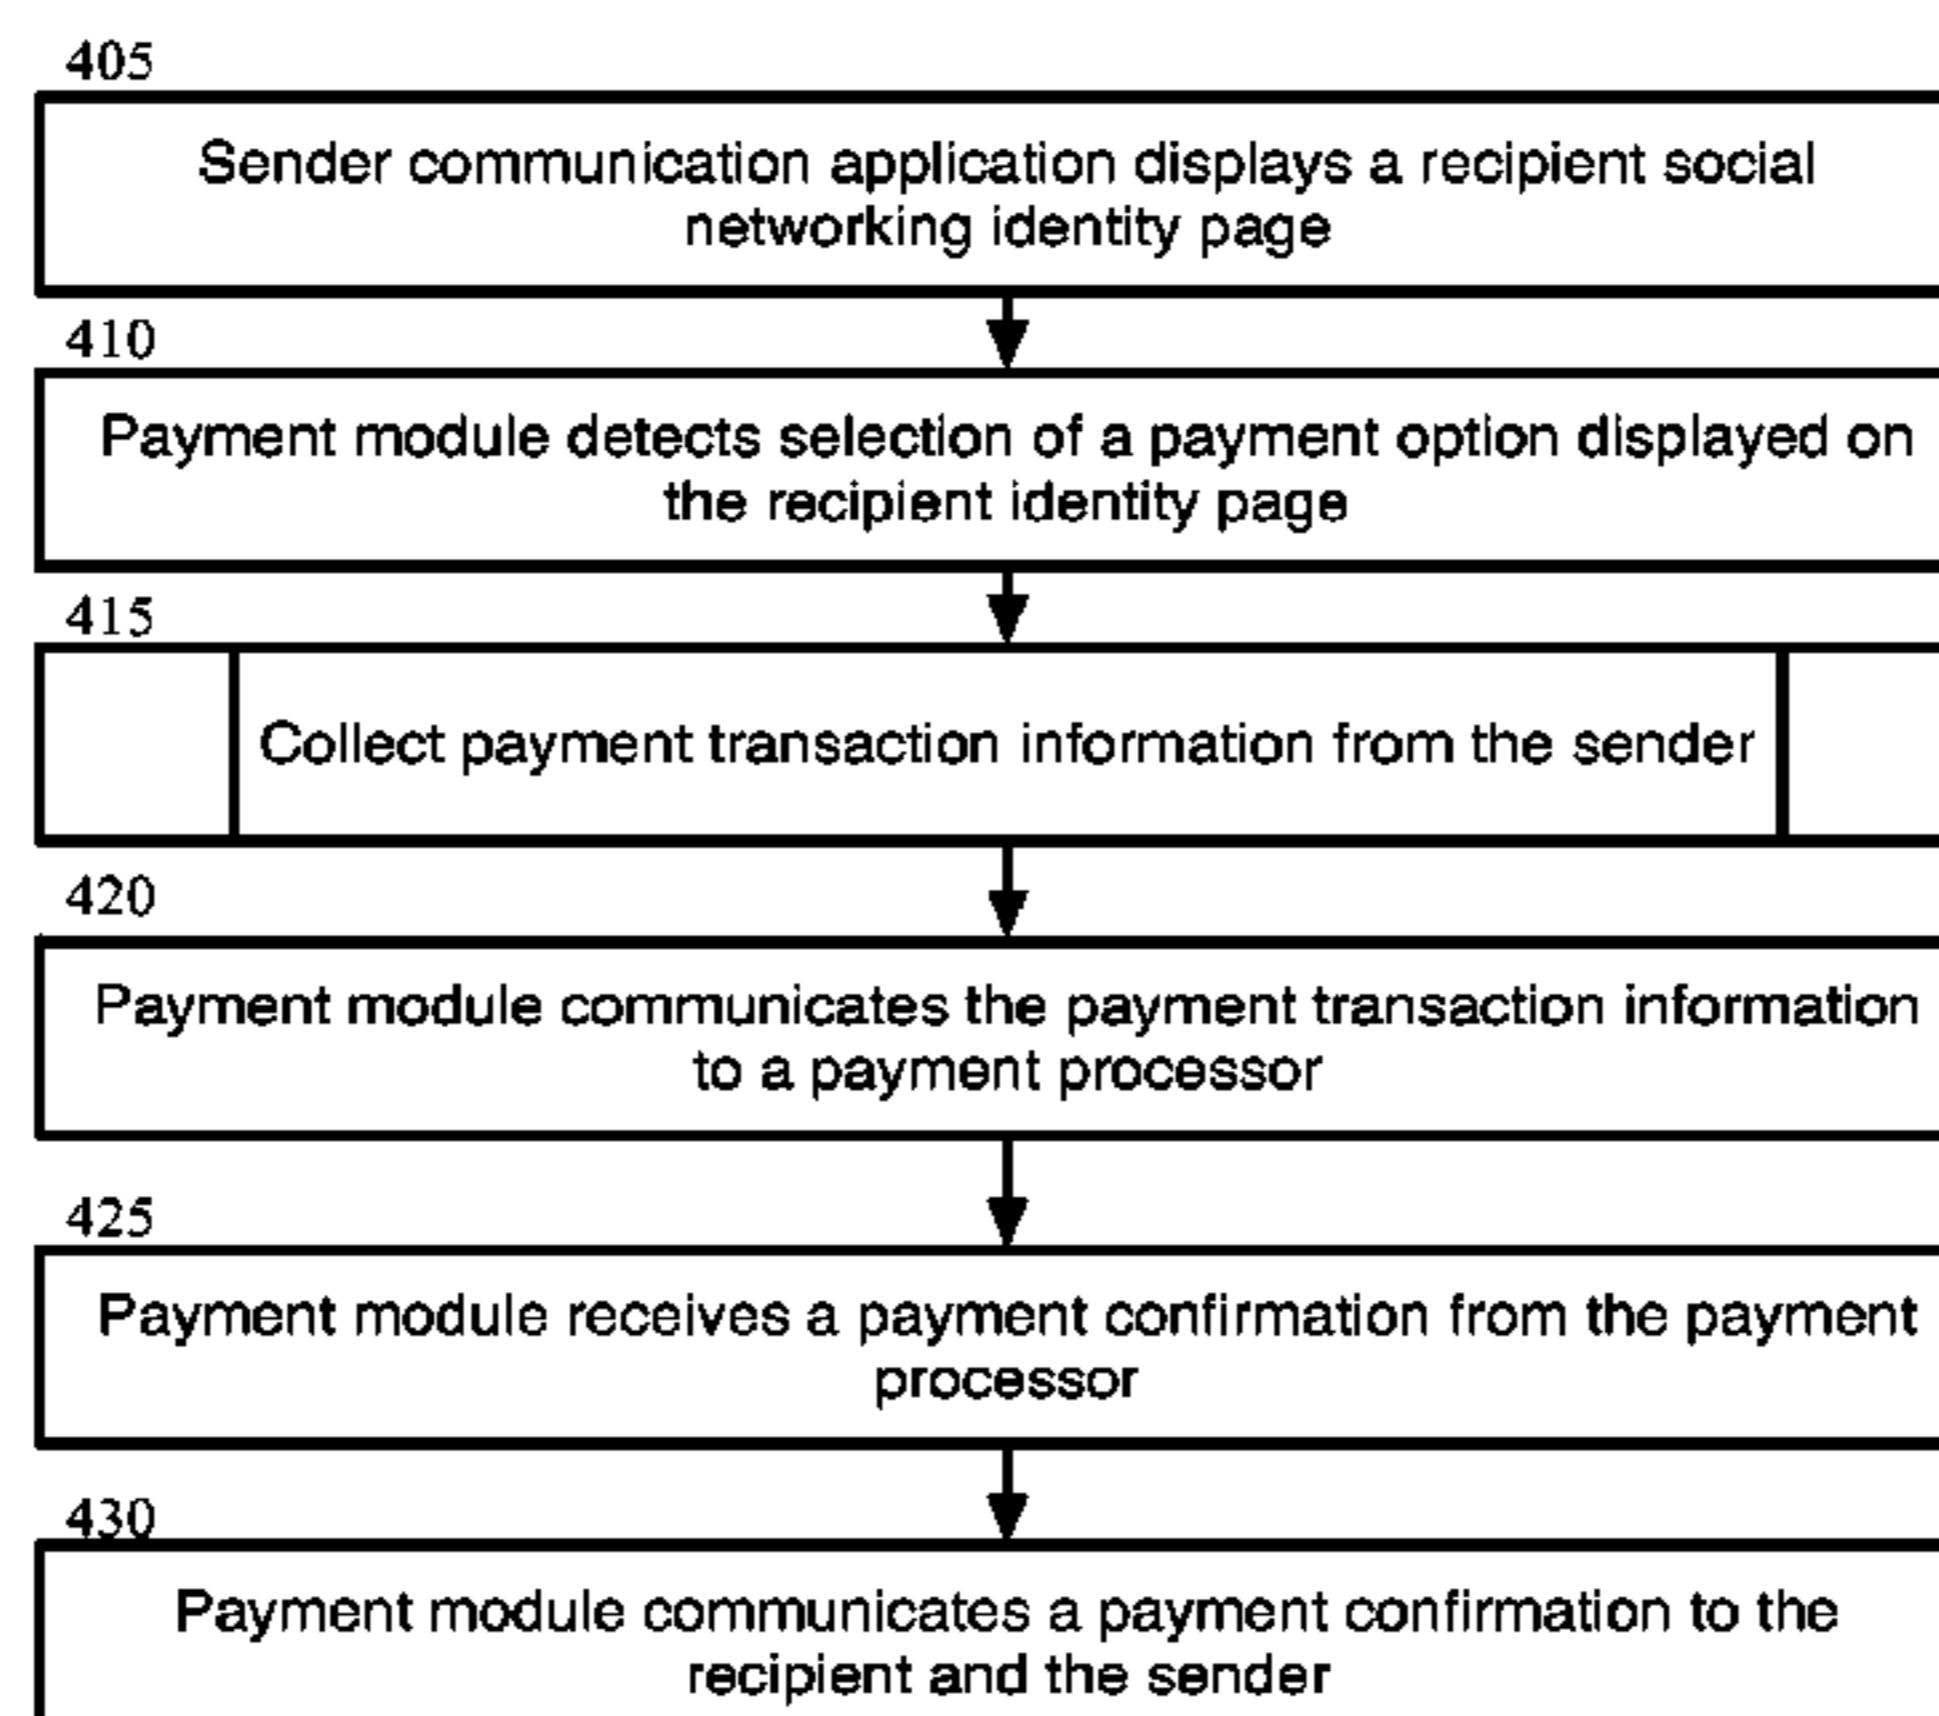 405
Sender communication application displays a recipient social
networking identity page
410
Payment module detects selection of a payment option displayed on
the recipient identity page
415
Collect payment transaction information from the sender
420
Payment module communicates the payment transaction information
to a payment processor
425
Payment module receives a payment confirmation from the payment
processor
430
Payment module communicates a payment confirmation to the
recipient and the sender